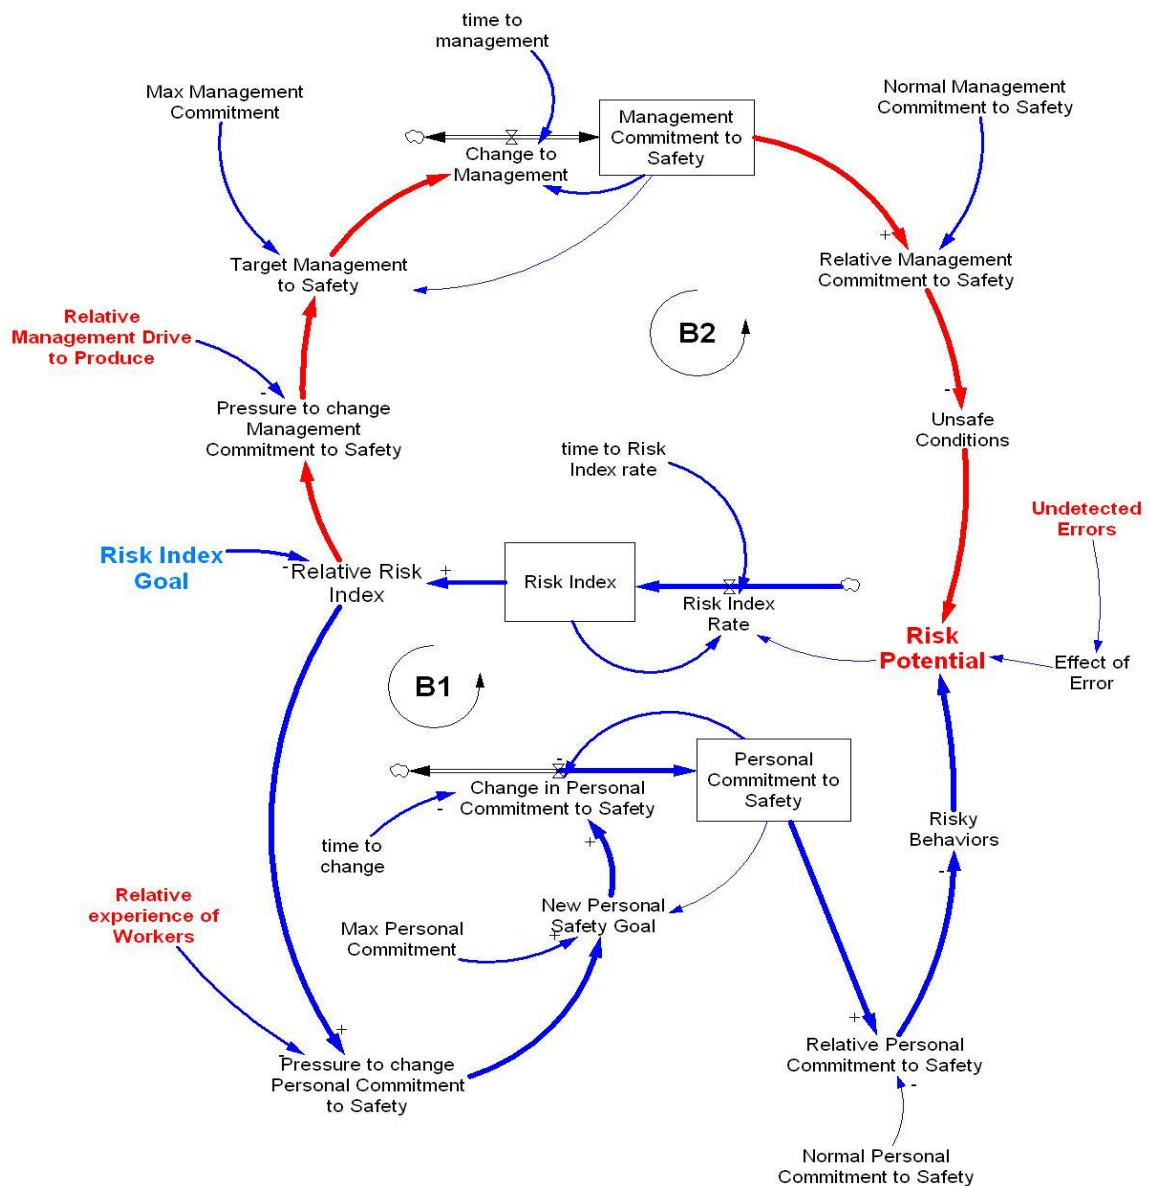 time to
management
Max Management
Commitment
Management
Commitment to
Safety
Normal Management
Commitment to Safety
Change to
Management
+
Target Management
to Safety
Relative Management
Commitment to Safety
Relative
Management Drive
to Produce
B2
-
-
Pressure to change
Management
Commitment to Safety
Unsafe
Conditions
time to Risk
Index rate
Undetected
Errors
Risk Index
Goal
-
Relative Risk
Index
+
Risk Index
Risk Index
Rate
Risk
Potential
Effect of
Error
B1
-
Change in Personal
Commitment to Safety
Personal
Commitment to
Safety
-
time to
change
+
Risky
Behaviors
-
Relative
experience of
Workers
New Personal
Safety Goal
Max Personal
Commitment
+
+
-
Pressure to change
Personal Commitment
to Safety
+
Relative Personal
Commitment to Safety
-
Normal Personal
Commitment to Safety